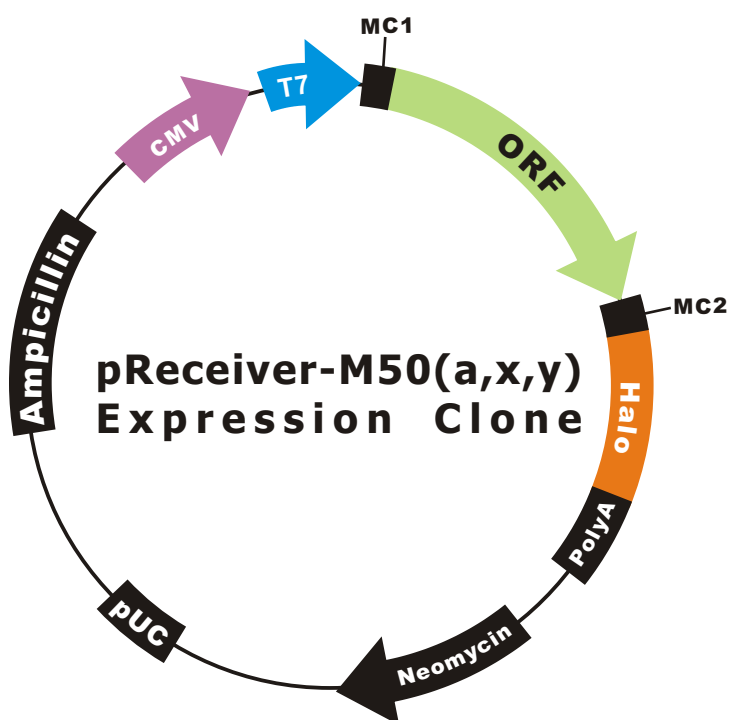 MC1
T7
CMV
ORF
MC2
Ampicillin
pReceiver-M50(a,x,y)
Expression Clone
Halo
PolyA
pUC
Neomycin